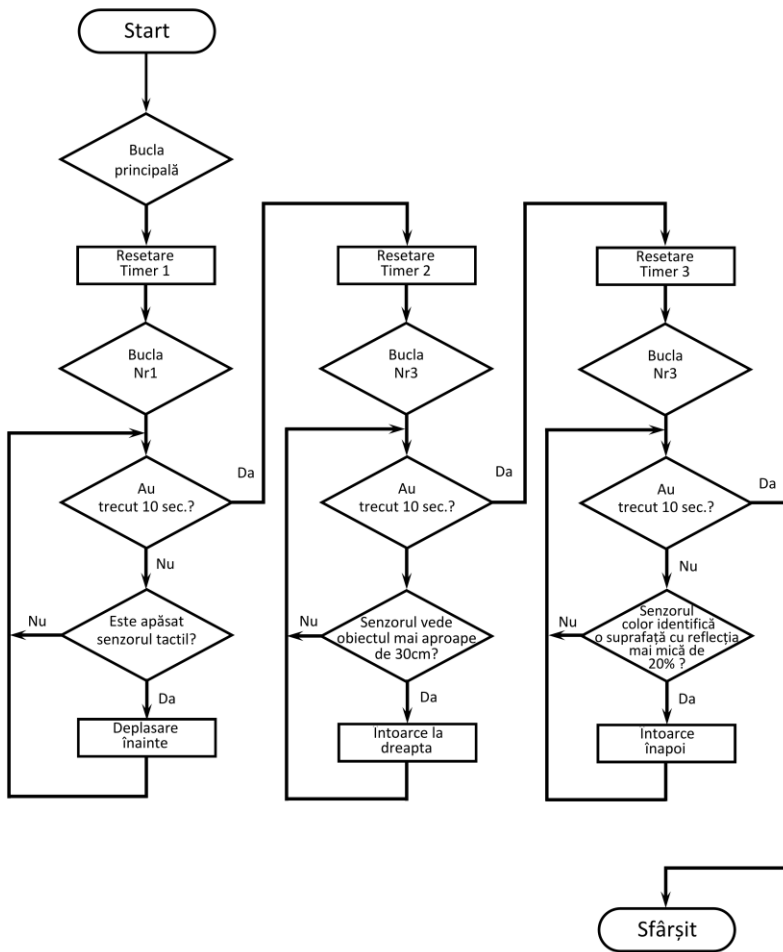 Start
Bucla
principală
Resetare
Timer 1
Bucla
Nr1
Au
trecut 10 sec.?
Da
Nu
Este apăsat
senzorul tactil?
Nu
Da
Deplasare
înainte
Resetare
Timer 2
Bucla
Nr3
Au
trecut 10 sec.?
Da
Nu
Senzorul vede
obiectul mai aproape
de 30cm?
Nu
Da
Intoarce la
dreapta
Resetare
Timer 3
Bucla
Nr3
Au
trecut 10 sec.?
Da
Nu
Senzorul
color identifică
o suprafață cu reflecția
mai mică de
20% ?
Nu
Da
Întoarce
înapoi
Sfârșit